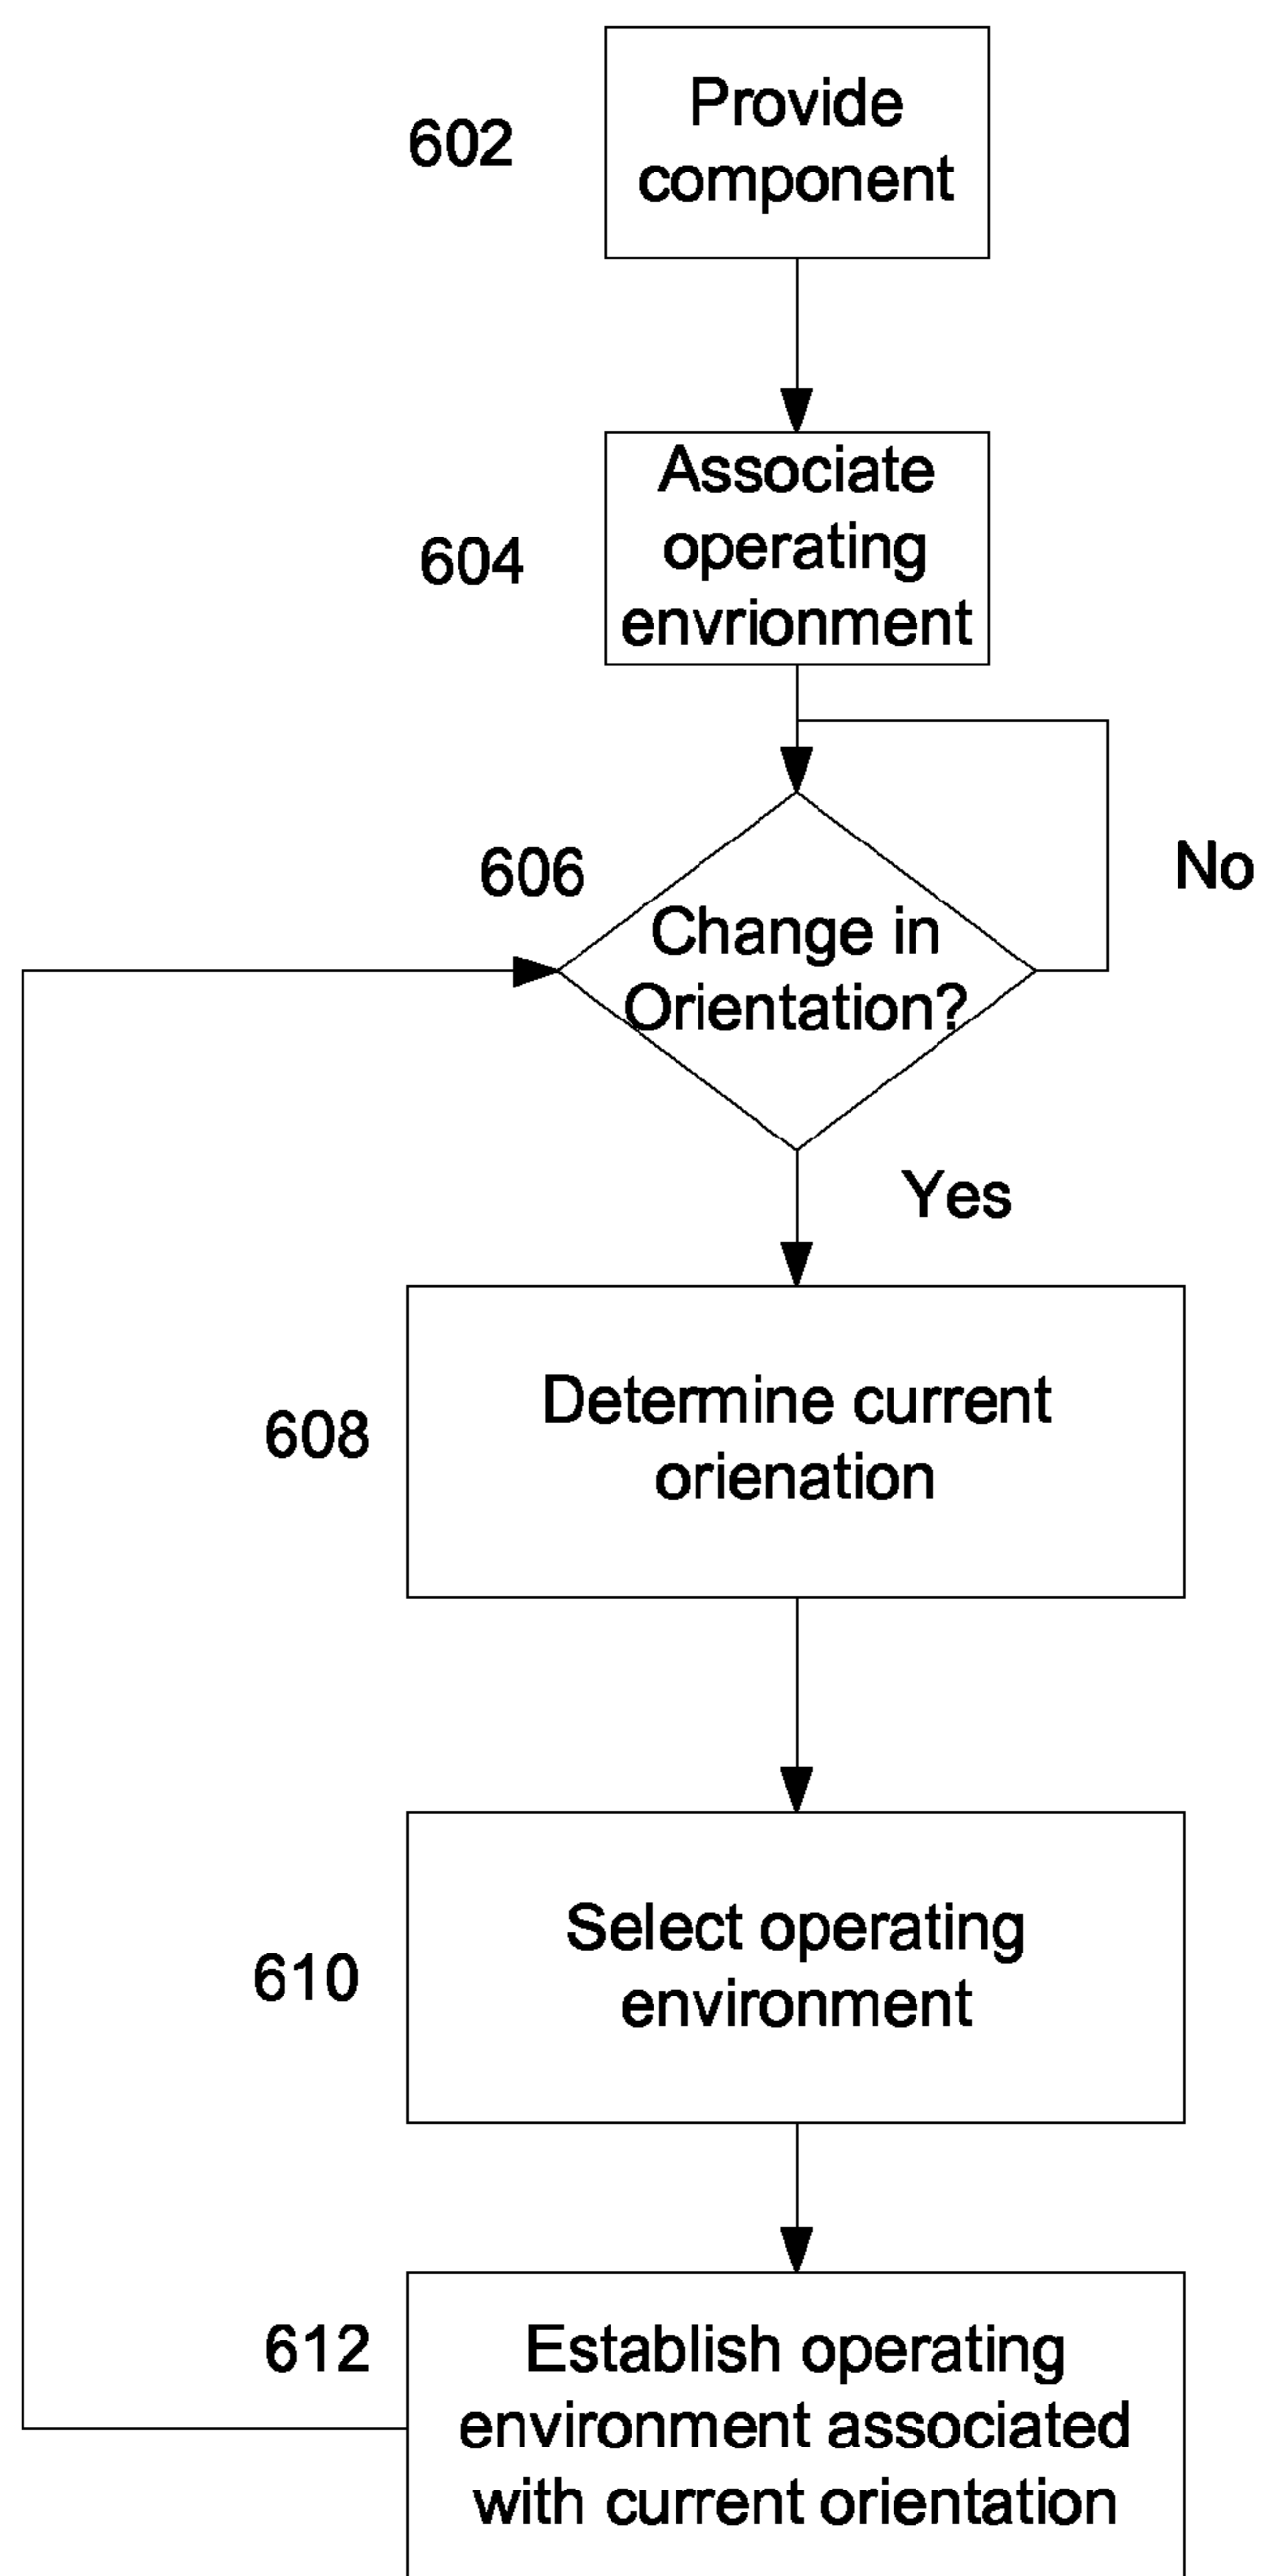 602
Provide
component
604
Associate
operating
envrionment
606
Change in
Orientation?
No
Yes
608
Determine current
orienation
610
Select operating
environment
612
Establish operating
environment associated
with current orientation